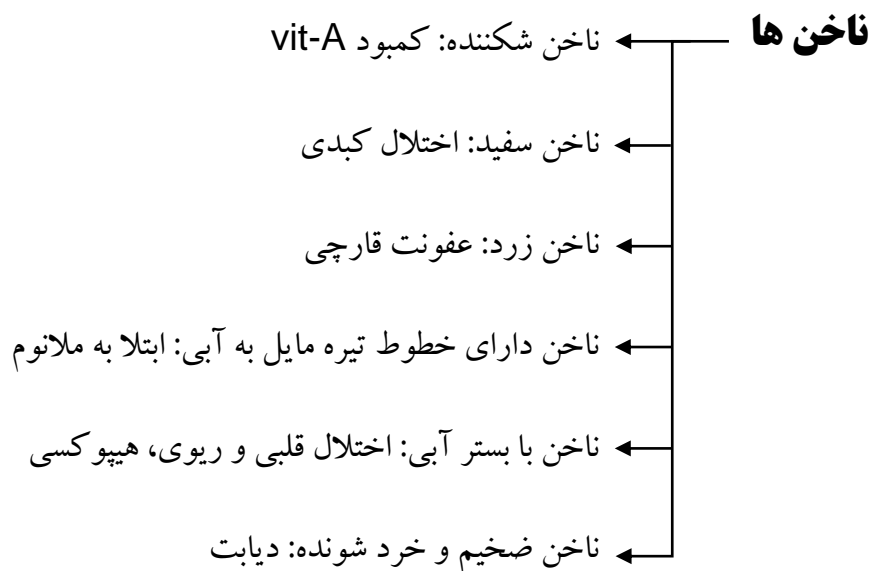 ناخن ها
ناخن شکننده: کمبود vit-A
ناخن سفید: اختلال کبدی
ناخن زرد: عفونت قارچی
ناخن دارای خطوط تیره مایل به آبی: ابتلا به ملانوم
ناخن با بستر آبی: اختلال قلبی و ریوی، هیپوکسی
ناخن ضخیم و خرد شونده: دیابت